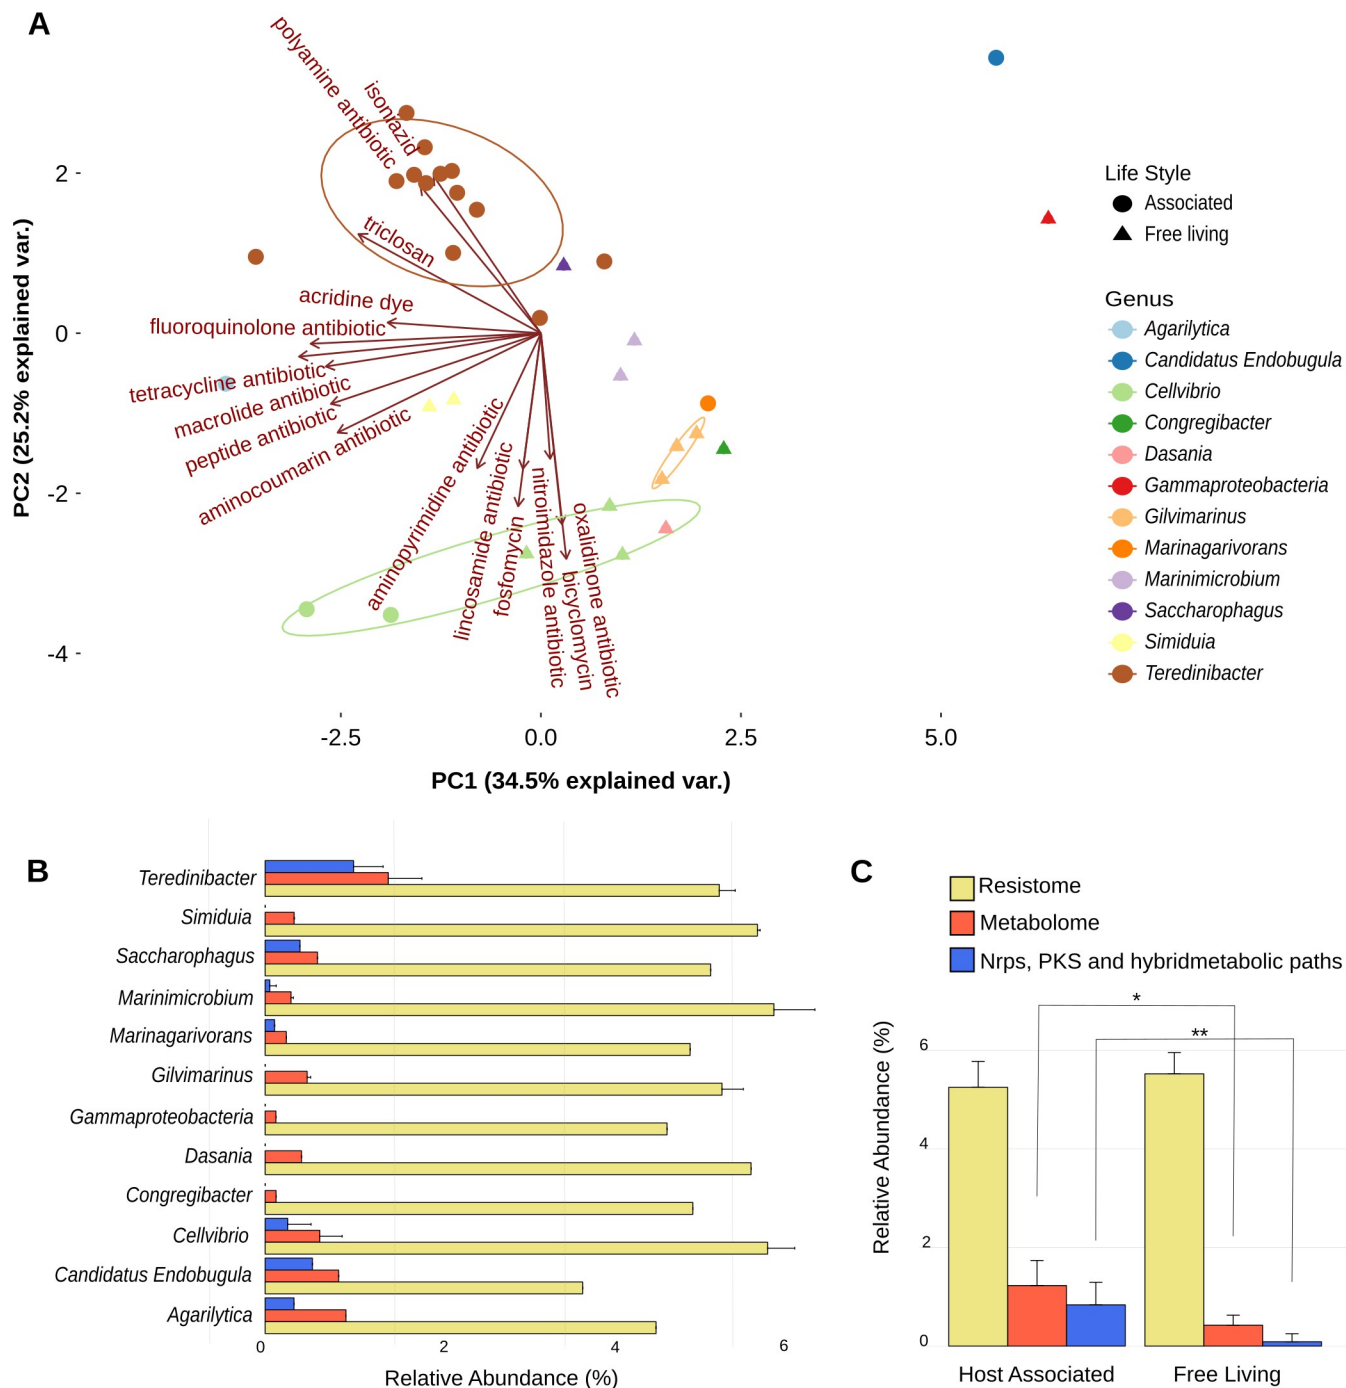 A
polyamine antibiotic
isoniazid
triclosan
acridine dye
fluoroquinolone antibiotic
tetracycline antibiotic
macrolide antibiotic
peptide antibiotic
aminocoumarin antibiotic
aminopyrimidine antibiotic
lincosamide antibiotic
fosfomycin
nitroimidazole antibiotic
bicyclomycin
oxalidinone antibiotic
PC2 (25.2% explained var.)
2
0
-2
-4
-2.5
0.0
2.5
5.0
PC1 (34.5% explained var.)
Life Style
Associated
Free living
Genus
Agarilytica
Candidatus Endobugula
Cellvibrio
Congregibacter
Dasania
Gammaproteobacteria
Gilvimarinus
Marinagarivorans
Marinimicrobium
Saccharophagus
Simiduia
Teredinibacter
B
Teredinibacter
Simiduia
Saccharophagus
Marinimicrobium
Marinagarivorans
Gilvimarinus
Gammaproteobacteria
Dasania
Congregibacter
Cellvibrio
Candidatus Endobugula
Agarilytica
0
2
4
6
Relative Abundance (%)
C
Resistome
Metabolome
Nrps, PKS and hybridmetabolic paths
*
**
Relative Abundance (%)
6
4
2
0
Host Associated
Free Living